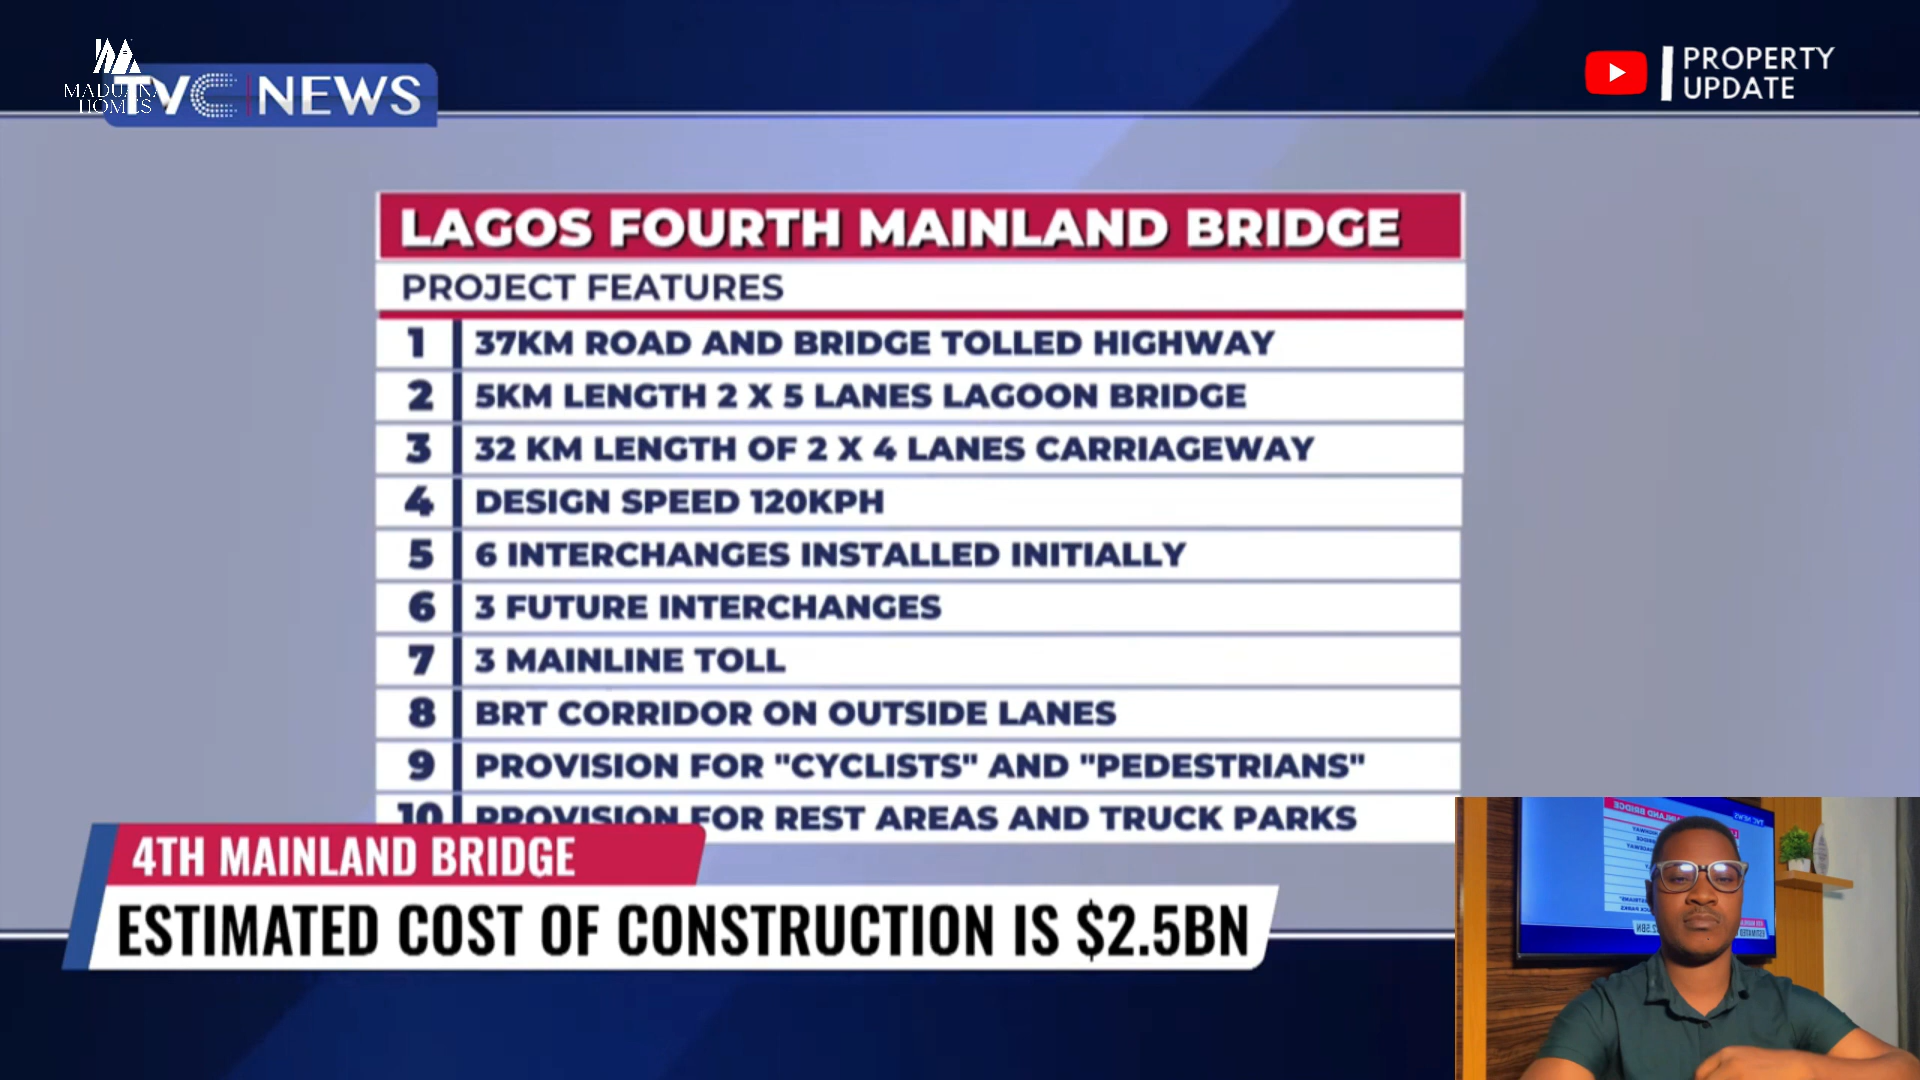 MADUANA
HOMES
TVC NEWS
PROPERTY
UPDATE
LAGOS FOURTH MAINLAND BRIDGE
PROJECT FEATURES
1 37KM ROAD AND BRIDGE TOLLED HIGHWAY
2 5KM LENGTH 2 X 5 LANES LAGOON BRIDGE
3 32 KM LENGTH OF 2 X 4 LANES CARRIAGEWAY
4 DESIGN SPEED 120KPH
5 6 INTERCHANGES INSTALLED INITIALLY
6 3 FUTURE INTERCHANGES
7 3 MAINLINE TOLL
8 BRT CORRIDOR ON OUTSIDE LANES
9 PROVISION FOR "CYCLISTS" AND "PEDESTRIANS"
10 PROVISION FOR REST AREAS AND TRUCK PARKS
4TH MAINLAND BRIDGE
ESTIMATED COST OF CONSTRUCTION IS $2.5BN